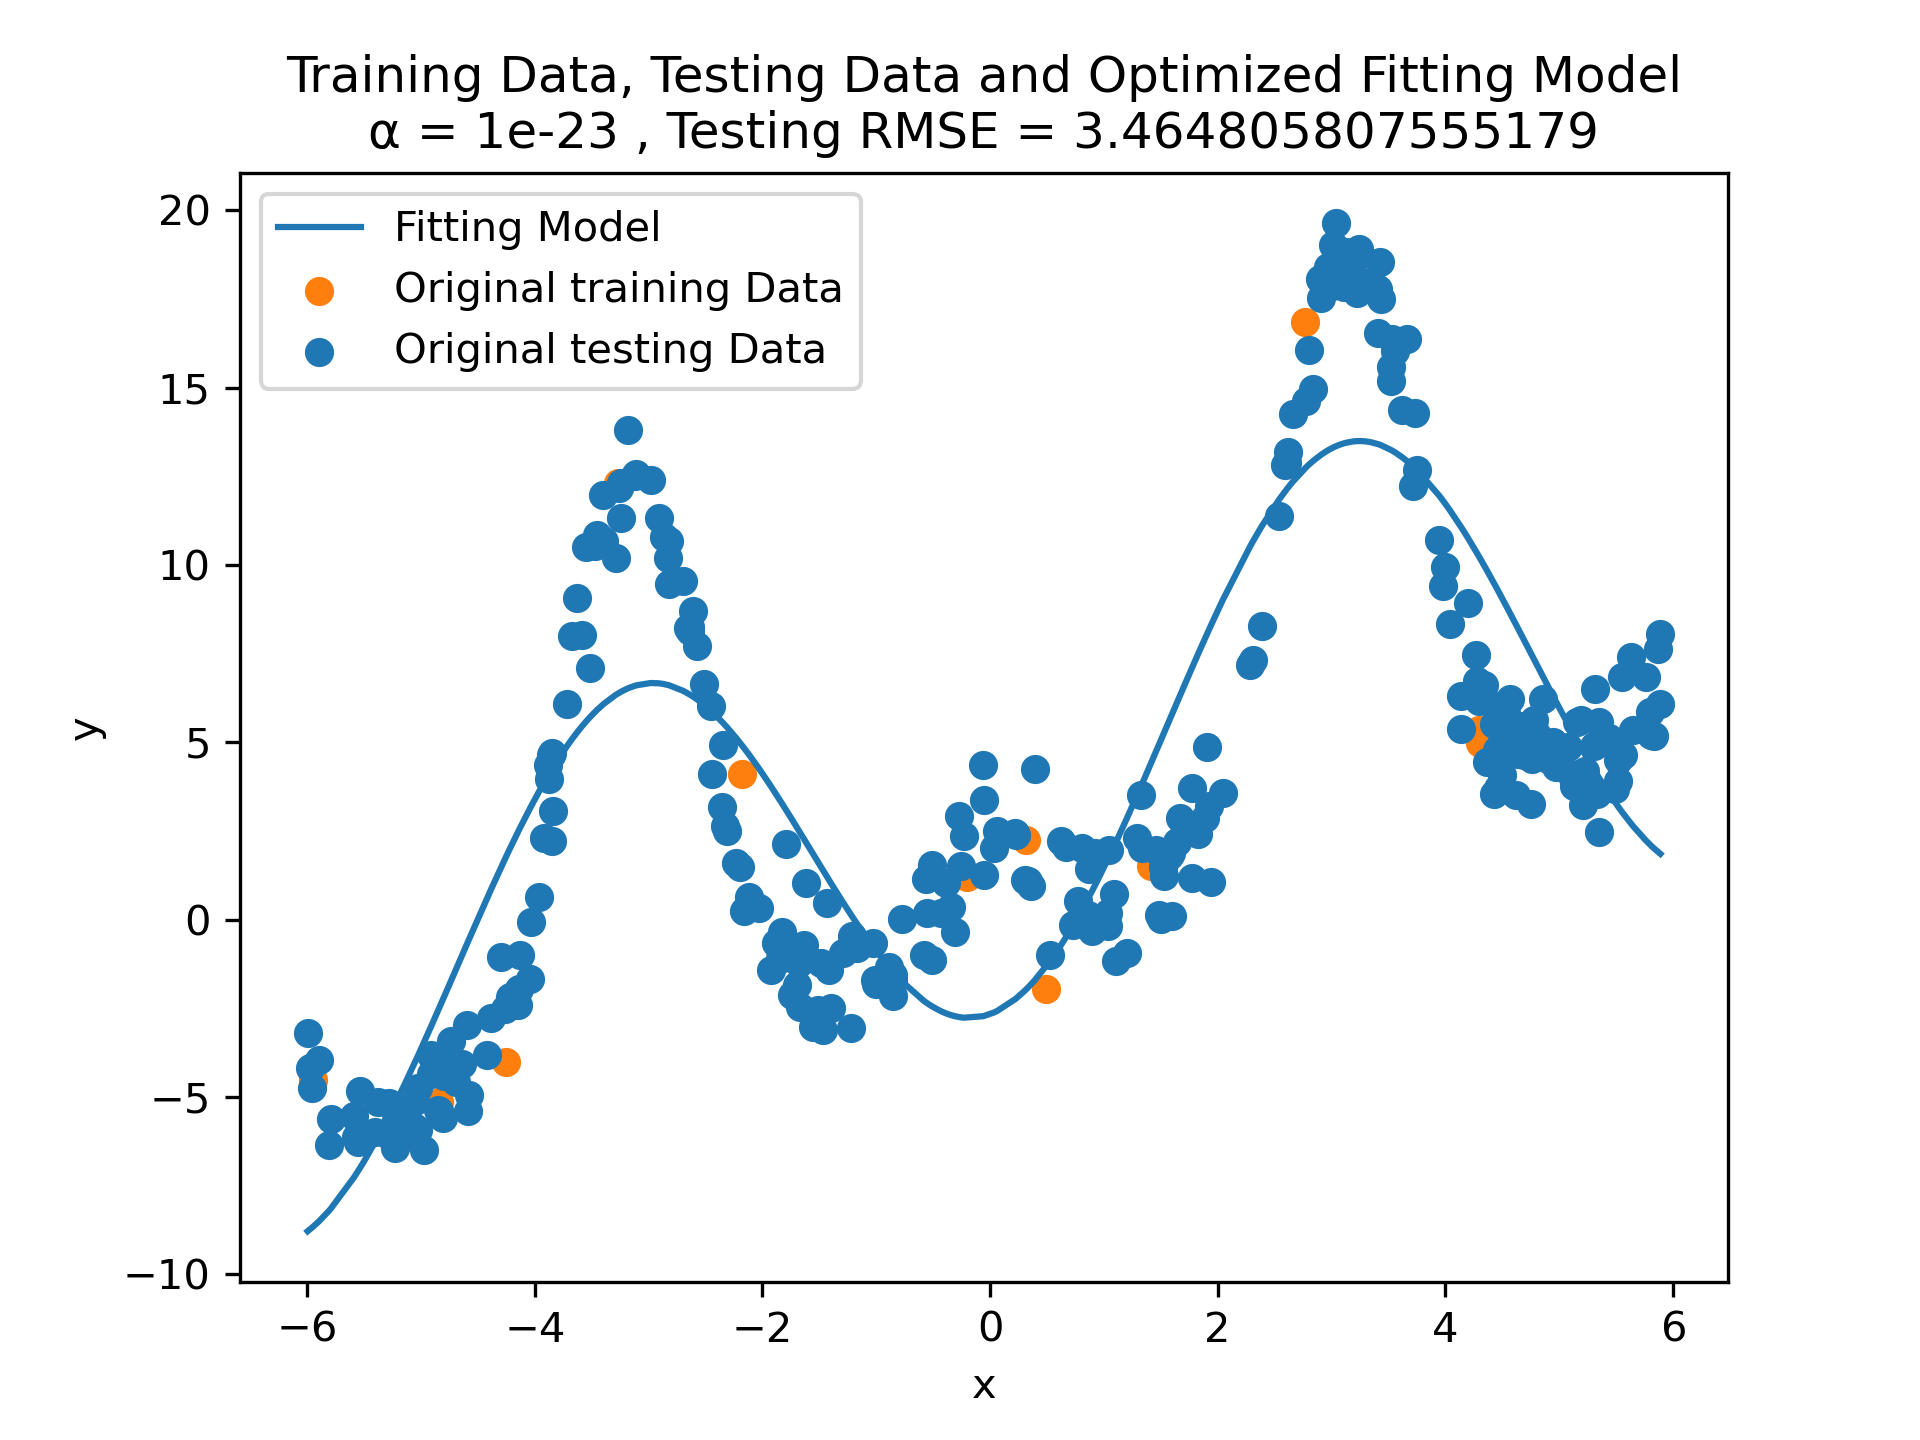 Training Data, Testing Data and Optimized Fitting Model
α = 1e-23 , Testing RMSE = 3.464805807555179
Fitting Model
Original training Data
Original testing Data
20
15
10
5
0
−5
−10
y
−6 −4 −2 0 2 4 6
x